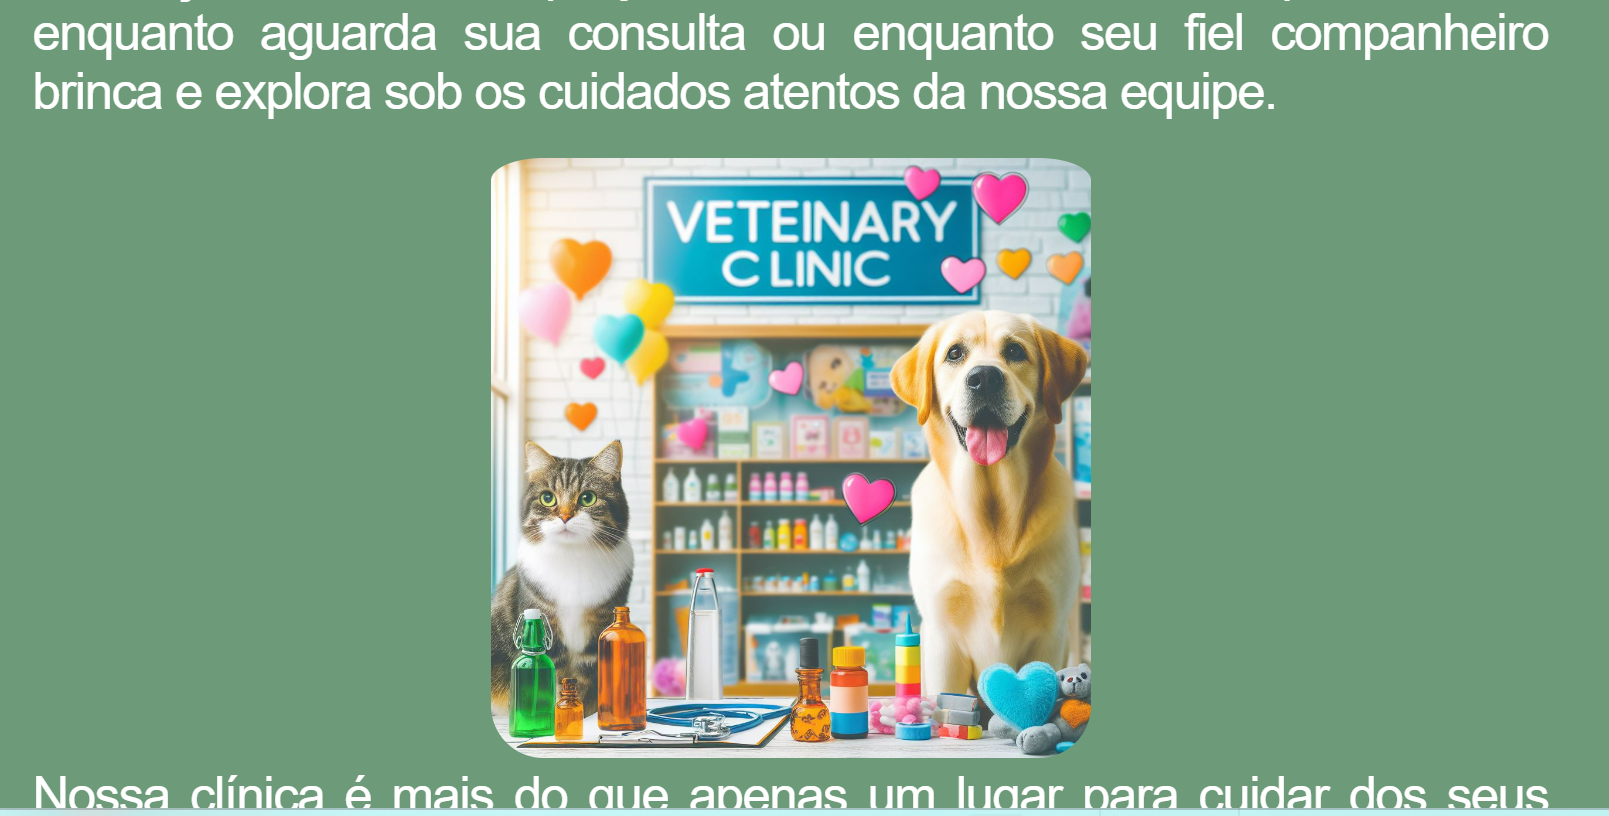 enquanto aguarda sua consulta ou enquanto seu fiel companheiro
brinca e explora sob os cuidados atentos da nossa equipe.
VETEINARY
C LINIC
Nossa clínica é mais do que apenas um lugar para cuidar dos seus